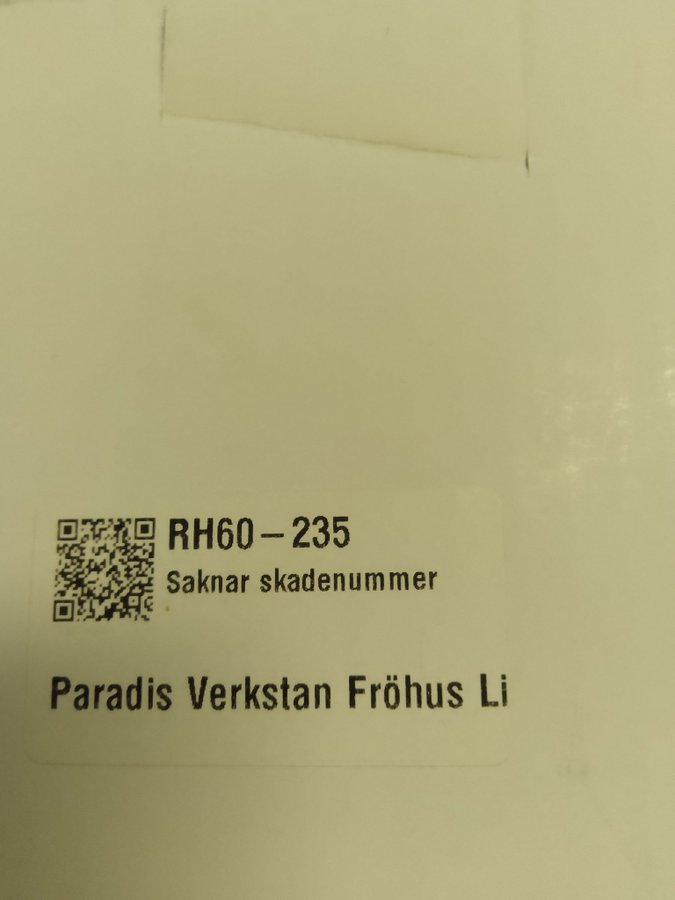 RH60-235
Saknar skadenummer
Paradis Verkstan Fröhus Li